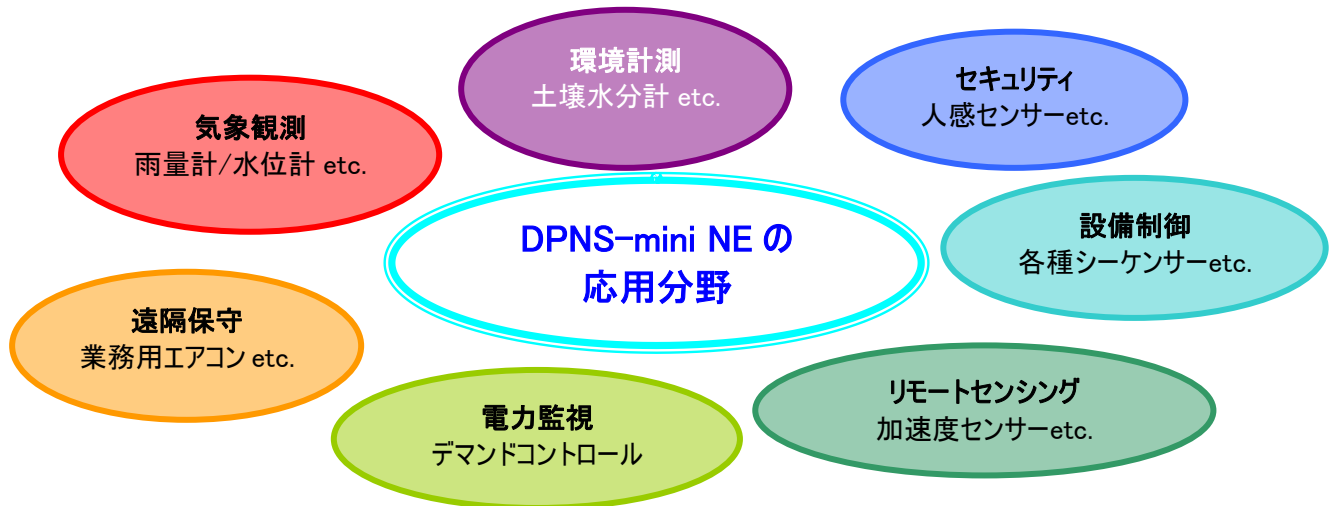 環境計測
土壌水分計 etc.
セキュリティ
人感センサーetc.
気象観測
雨量計/水位計 etc.
DPNS-mini NE の
応用分野
設備制御
各種シーケンサーetc.
遠隔保守
業務用エアコン etc.
電力監視
デマンドコントロール
リモートセンシング
加速度センサーetc.